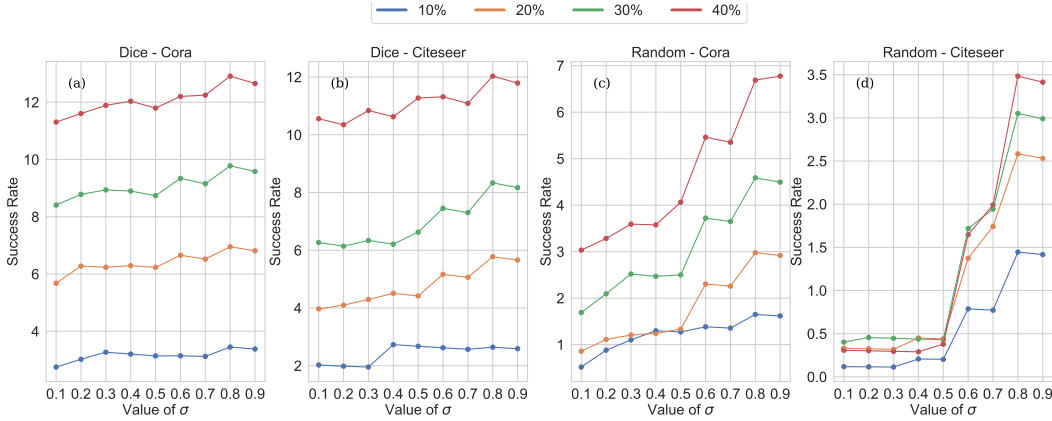 10% 20% 30% 40%
Dice - Cora
(a)
Success Rate
12
10
8
6
4
0.1 0.2 0.3 0.4 0.5 0.6 0.7 0.8 0.9
Value of σ
Dice - Citeseer
(b)
Success Rate
12
10
8
6
4
2
0.1 0.2 0.3 0.4 0.5 0.6 0.7 0.8 0.9
Value of σ
Random - Cora
(c)
Success Rate
7
6
5
4
3
2
1
0.1 0.2 0.3 0.4 0.5 0.6 0.7 0.8 0.9
Value of σ
Random - Citeseer
(d)
Success Rate
3.5
3.0
2.5
2.0
1.5
1.0
0.5
0.0
0.1 0.2 0.3 0.4 0.5 0.6 0.7 0.8 0.9
Value of σ